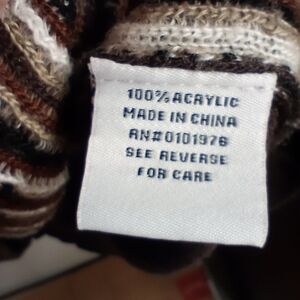 100% ACRYLIC
MADE IN CHINA
RN#0101976
SEE REVERSE
FOR CARE